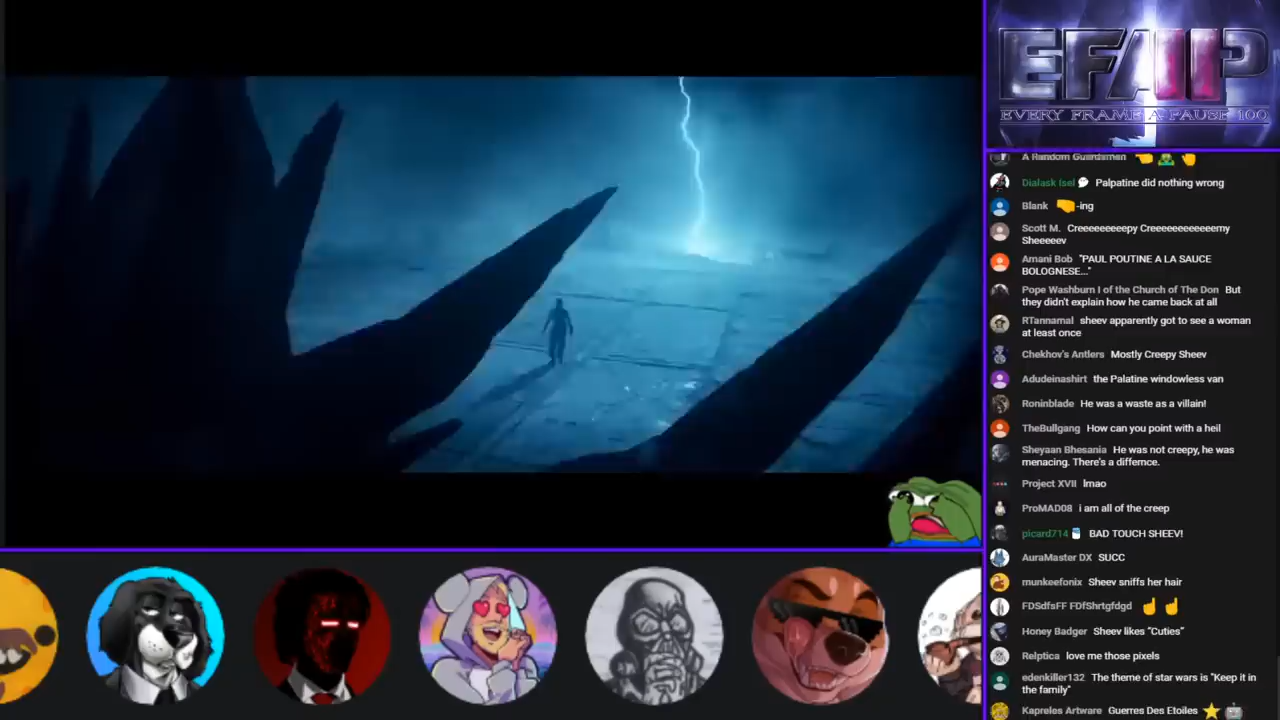 EFAP
EVERY FRAME A PAUSE 100
A Random Guardsman
Dialask Isel Palpatine did nothing wrong
Blank -ing
Scott M. Creeeeeeeeepy Creeeeeeeeeeeemy
Sheeeeev
Amani Bob "PAUL POUTINE A LA SAUCE
BOLOGNESE..."
Pope Washburn I of the Church of The Don But
they didn't explain how he came back at all
RTannamal sheev apparently got to see a woman
at least once
Chekhov's Antlers Mostly Creepy Sheev
Adudeinashirt the Palatine windowless van
Roninblade He was a waste as a villain!
TheBullgang How can you point with a heil
Sheyaan Bhesania He was not creepy, he was
menacing. There's a differnce.
Project XVII lmao
ProMAD08 i am all of the creep
picard714 BAD TOUCH SHEEV!
AuraMaster DX SUCC
munkeefonix Sheev sniffs her hair
FDSdfsFF FDfShrtgfdgd
Honey Badger Sheev likes "Cuties"
Relptica love me those pixels
edenkiller132 The theme of star wars is "Keep it in
the family"
Kapreles Artware Guerres Des Etoiles